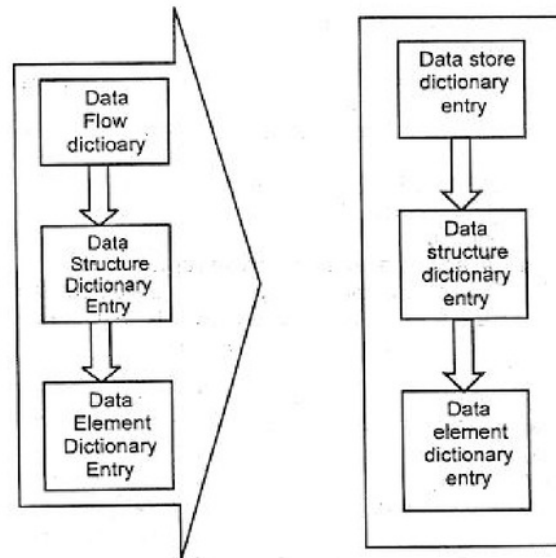 Data
Flow
dictioary
Data
Structure
Dictionary
Entry
Data
Element
Dictionary
Entry
Data store
dictionary
entry
Data
structure
dictionary
entry
Data
element
dictionary
entry